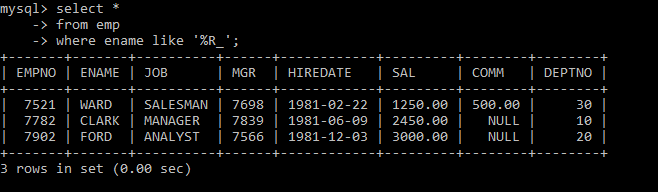 mysql> select *
    -> from emp
    -> where ename like '%R_';
+-------+-------+----------+------+------------+---------+--------+--------+
| EMPNO | ENAME | JOB      | MGR  | HIREDATE   | SAL     | COMM   | DEPTNO |
+-------+-------+----------+------+------------+---------+--------+--------+
|  7521 | WARD  | SALESMAN | 7698 | 1981-02-22 | 1250.00 | 500.00 |     30 |
|  7782 | CLARK | MANAGER  | 7839 | 1981-06-09 | 2450.00 |   NULL |     10 |
|  7902 | FORD  | ANALYST  | 7566 | 1981-12-03 | 3000.00 |   NULL |     20 |
+-------+-------+----------+------+------------+---------+--------+--------+
3 rows in set (0.00 sec)